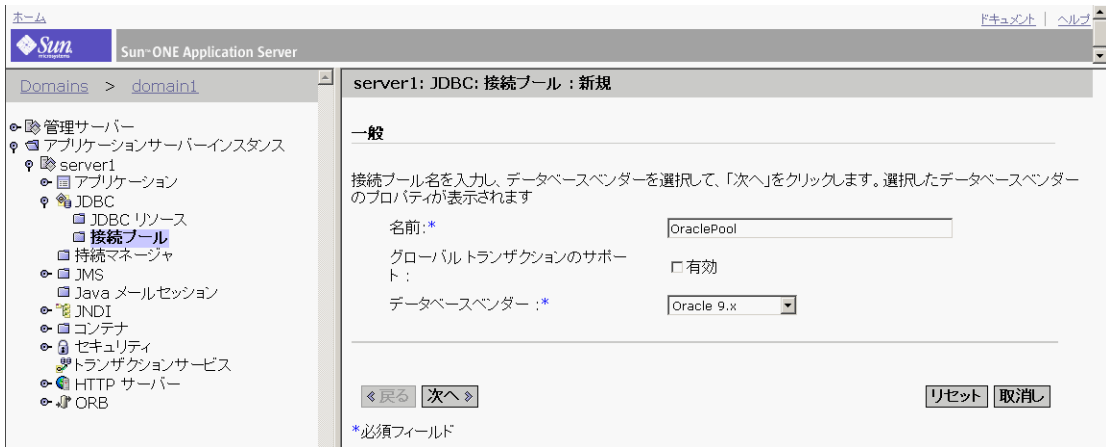 ホーム
ドキュメント | ヘルプ
Sun
microsystems
Sun™ONE Application Server
Domains > domain1
管理サーバー
アプリケーションサーバーインスタンス
server1
アプリケーション
JDBC
JDBC リソース
接続プール
持続マネージャ
JMS
Java メールセッション
JNDI
コンテナ
セキュリティ
トランザクションサービス
HTTP サーバー
ORB
server1: JDBC: 接続プール : 新規
一般
接続プール名を入力し、データベースベンダーを選択して、「次へ」をクリックします。選択したデータベースベンダー
のプロパティが表示されます
名前:*
OraclePool
グローバルトランザクションのサポー
ト :
有効
データベースベンダー :*
Oracle 9.x
戻る 次へ
リセット 取消し
*必須フィールド